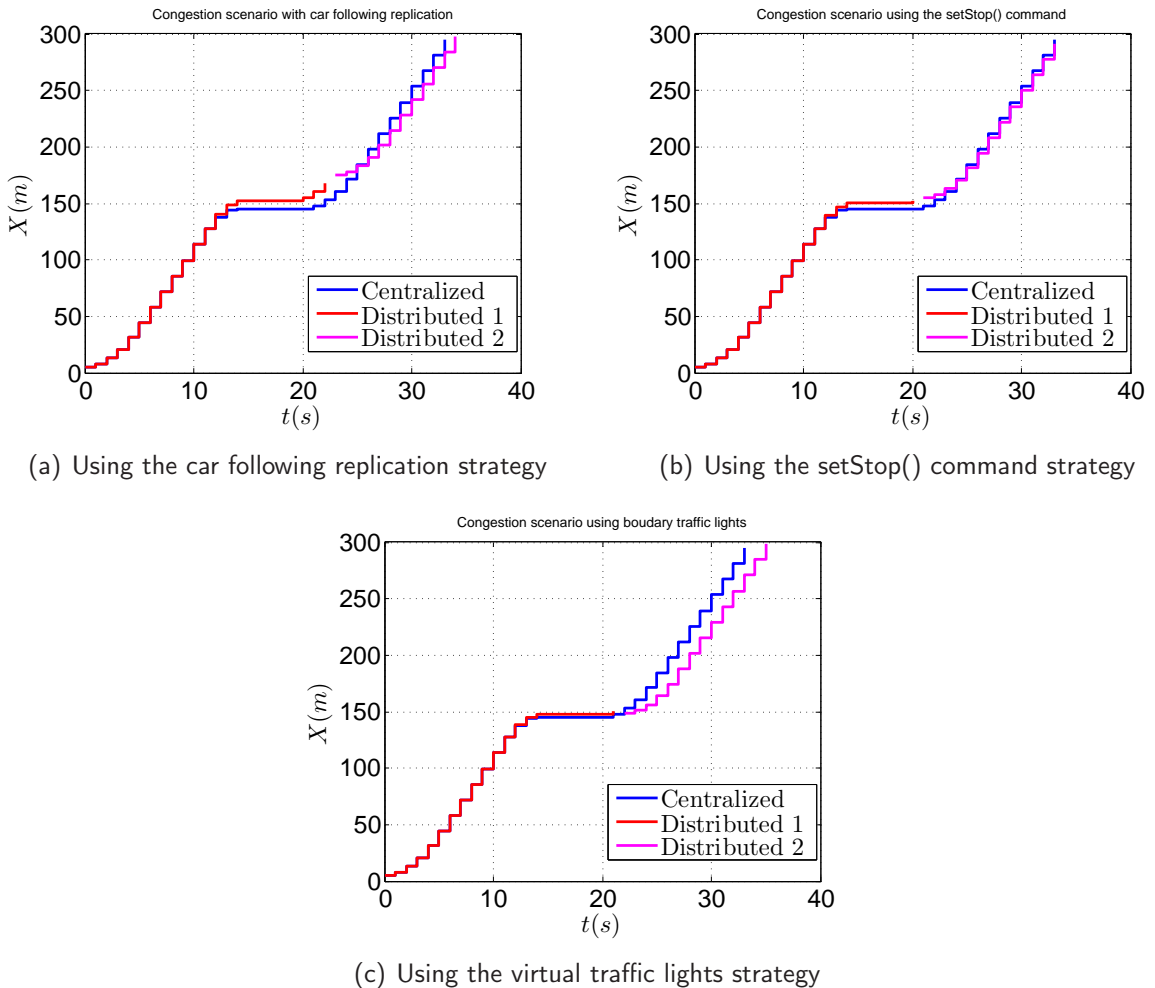 Congestion scenario with car following replication
300
250
200
150
100
50
0
X(m)
0 10 20 30 40
t(s)
Centralized
Distributed 1
Distributed 2
(a) Using the car following replication strategy
Congestion scenario using the setStop() command
300
250
200
150
100
50
0
X(m)
0 10 20 30 40
t(s)
Centralized
Distributed 1
Distributed 2
(b) Using the setStop() command strategy
Congestion scenario using boudary traffic lights
300
250
200
150
100
50
0
X(m)
0 10 20 30 40
t(s)
Centralized
Distributed 1
Distributed 2
(c) Using the virtual traffic lights strategy